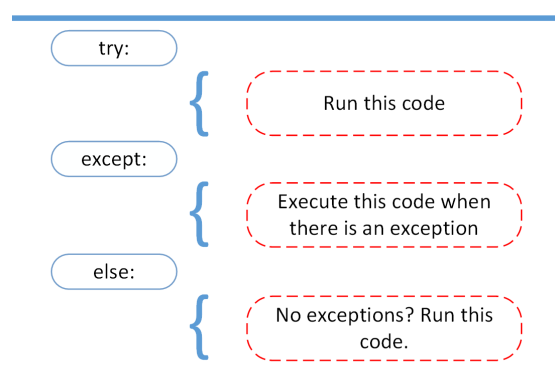 try:
Run this code
except:
Execute this code when
there is an exception
else:
No exceptions? Run this
code.